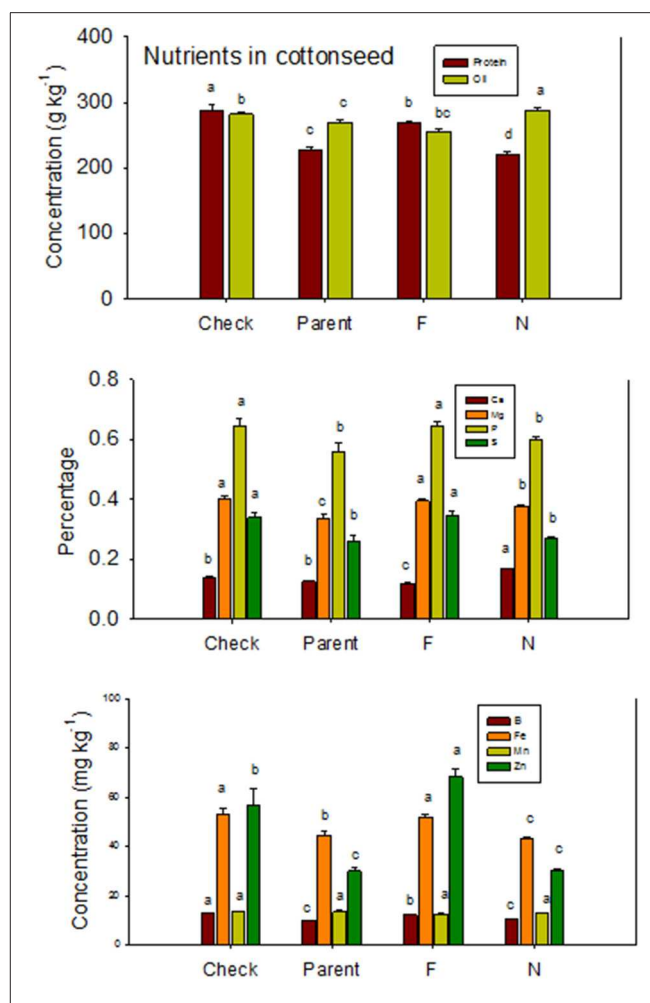 400
Nutrients in cottonseed
Protein
Oil
300
200
100
0
Concentration (g kg-1)
a b c c b bc d a
Check Parent F N
0.8
Ca
Mg
P
S
0.6
0.4
0.2
0.0
Percentage
b a a a b c b b c a a a a b b b
Check Parent F N
100
B
Fe
Mn
Zn
80
60
40
20
0
Concentration (mg kg-1)
a a a b c b a c b a a a c c a c
Check Parent F N